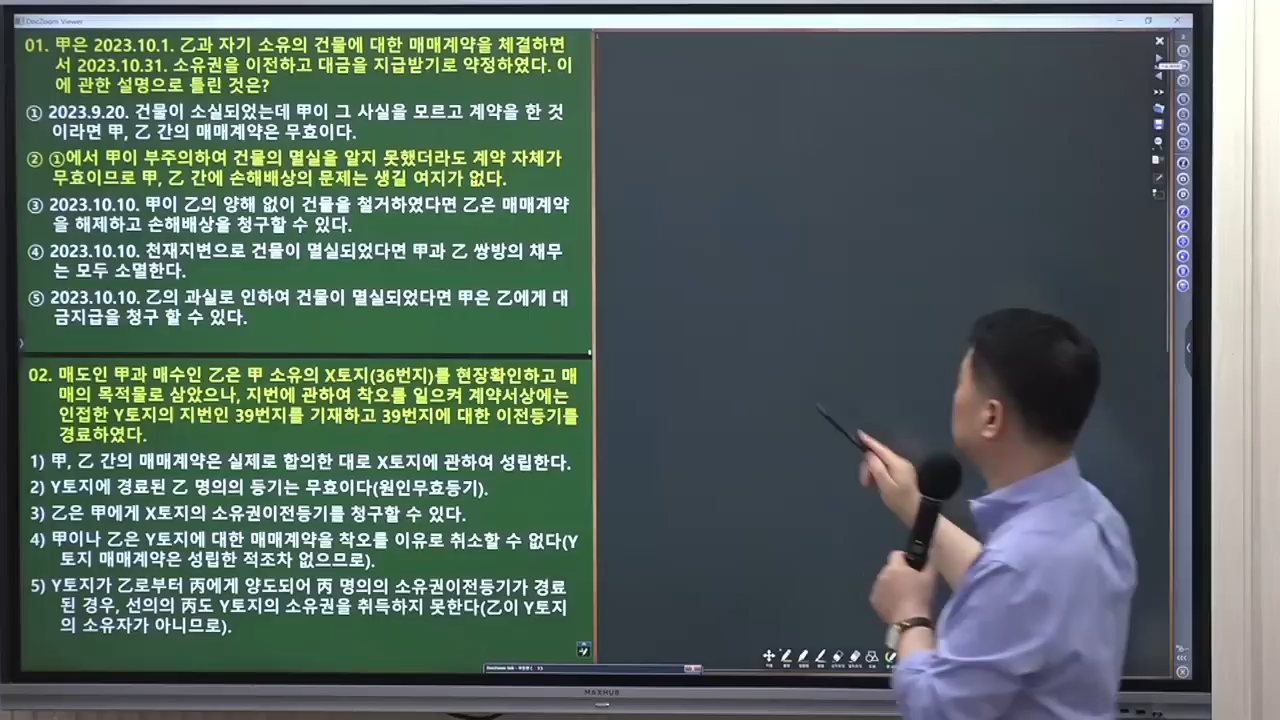 DocZoom Viewer
01. 甲은 2023.10.1. 乙과 자기 소유의 건물에 대한 매매계약을 체결하면
서 2023.10.31. 소유권을 이전하고 대금을 지급받기로 약정하였다. 이
에 관한 설명으로 틀린 것은?
① 2023.9.20. 건물이 소실되었는데 甲이 그 사실을 모르고 계약을 한 것
이라면 甲, 乙 간의 매매계약은 무효이다.
② ①에서 甲이 부주의하여 건물의 멸실을 알지 못했더라도 계약 자체가
무효이므로 甲, 乙 간에 손해배상의 문제는 생길 여지가 없다.
③ 2023.10.10. 甲이 乙의 양해 없이 건물을 철거하였다면 乙은 매매계약
을 해제하고 손해배상을 청구할 수 있다.
④ 2023.10.10. 천재지변으로 건물이 멸실되었다면 甲과 乙 쌍방의 채무
는 모두 소멸한다.
⑤ 2023.10.10. 乙의 과실로 인하여 건물이 멸실되었다면 甲은 乙에게 대
금지급을 청구 할 수 있다.
02. 매도인 甲과 매수인 乙은 甲 소유의 X토지(36번지)를 현장확인하고 매
매의 목적물로 삼았으나, 지번에 관하여 착오를 일으켜 계약서상에는
인접한 Y토지의 지번인 39번지를 기재하고 39번지에 대한 이전등기를
경료하였다.
1) 甲, 乙 간의 매매계약은 실제로 합의한 대로 X토지에 관하여 성립한다.
2) Y토지에 경료된 乙 명의의 등기는 무효이다(원인무효등기).
3) 乙은 甲에게 X토지의 소유권이전등기를 청구할 수 있다.
4) 甲이나 乙은 Y토지에 대한 매매계약을 착오를 이유로 취소할 수 없다(Y
토지 매매계약은 성립한 적조차 없으므로).
5) Y토지가 乙로부터 丙에게 양도되어 丙 명의의 소유권이전등기가 경료
된 경우, 선의의 丙도 Y토지의 소유권을 취득하지 못한다(乙이 Y토지
의 소유자가 아니므로).
MAXHUB